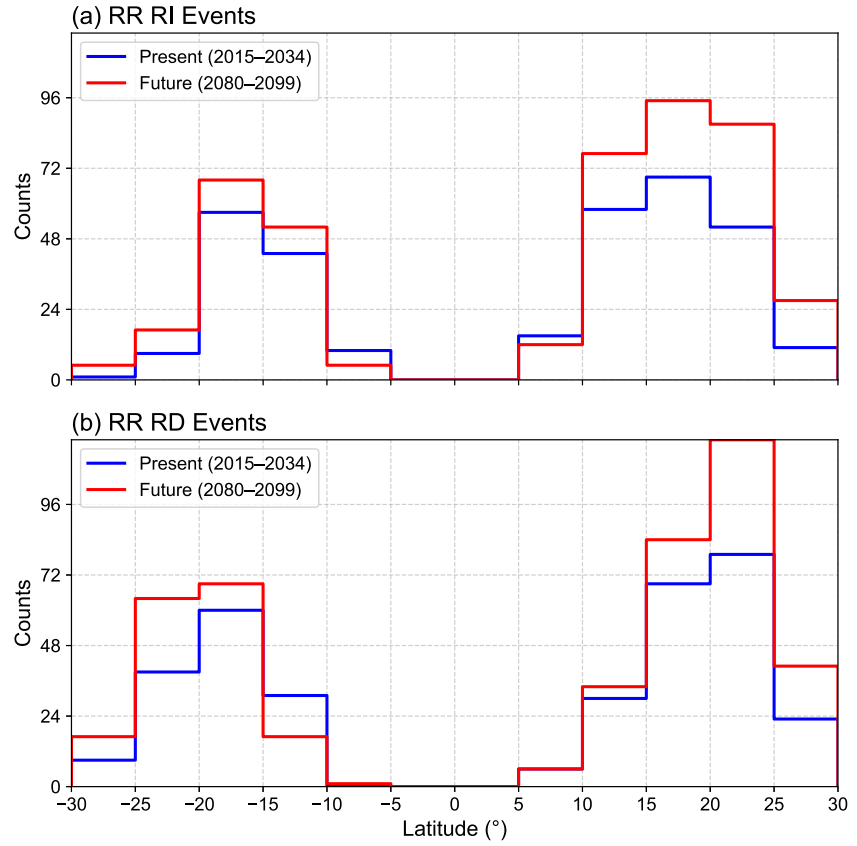 (a) RR RI Events
Present (2015–2034)
Future (2080–2099)
96
72
48
24
0
Counts
(b) RR RD Events
Present (2015–2034)
Future (2080–2099)
96
72
48
24
0
Counts
−30 −25 −20 −15 −10 −5 0 5 10 15 20 25 30
Latitude (°)